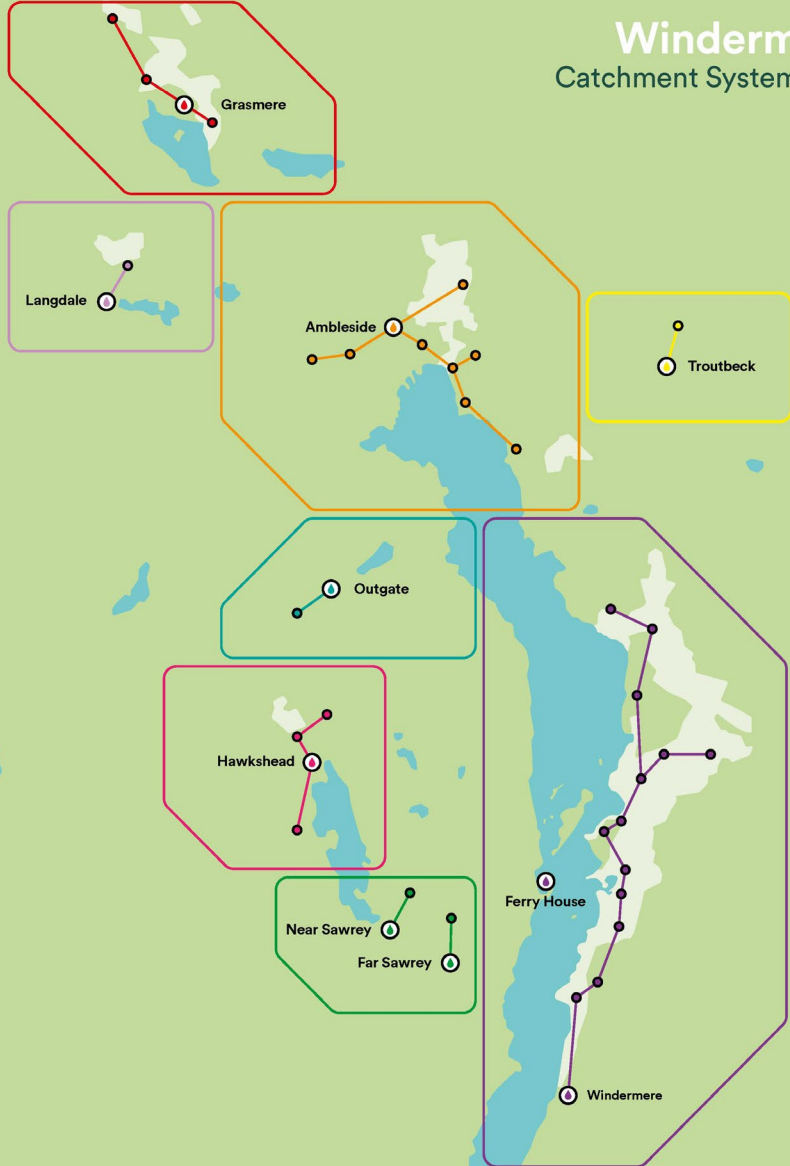 Winderm
Catchment System
Grasmere
Langdale
Ambleside
Troutbeck
Outgate
Hawkshead
Ferry House
Near Sawrey
Far Sawrey
Windermere